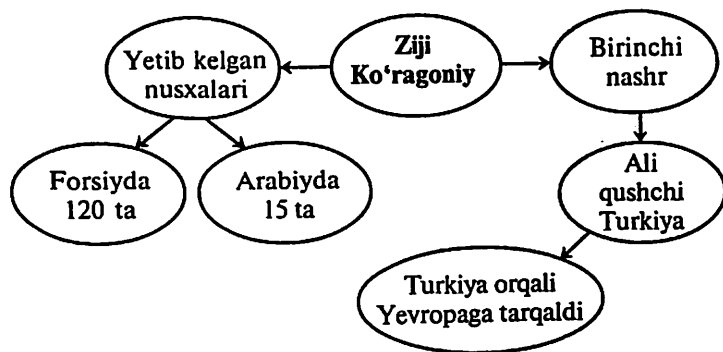 Ziji
Ko‘ragoniy
Yetib kelgan
nusxalari
Forsiyda
120 ta
Arabiyda
15 ta
Birinchi
nashr
Ali
qushchi
Turkiya
Turkiya orqali
Yevropaga tarqaldi